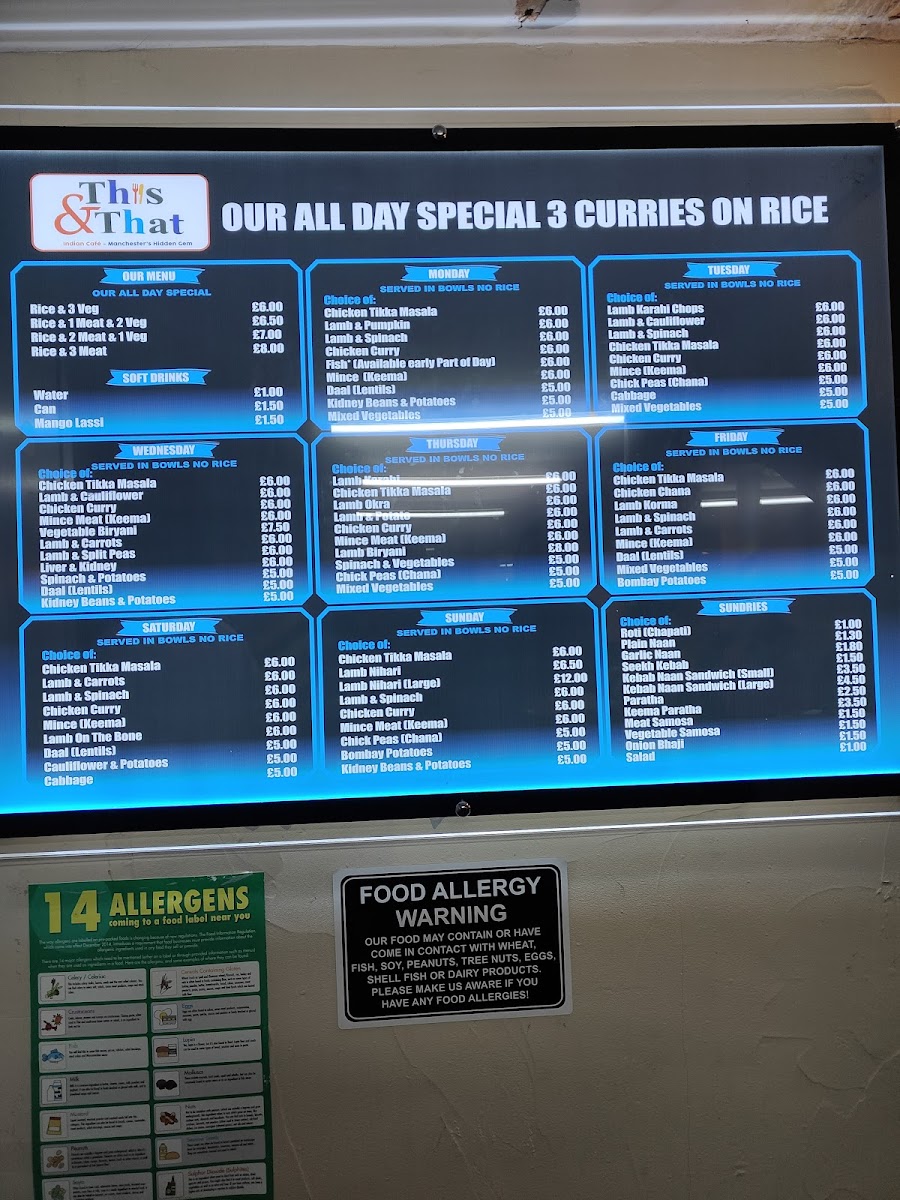 This
& That
Indian Café - Manchester's Hidden Gem
OUR ALL DAY SPECIAL 3 CURRIES ON RICE
OUR MENU
OUR ALL DAY SPECIAL
Rice & 3 Veg £6.00
Rice & 1 Meat & 2 Veg £6.50
Rice & 2 Meat & 1 Veg £7.00
Rice & 3 Meat £8.00
SOFT DRINKS
Water £1.00
Can £1.50
Mango Lassi £1.50
MONDAY
SERVED IN BOWLS NO RICE
Choice of:
Chicken Tikka Masala £6.00
Lamb & Pumpkin £6.00
Lamb & Spinach £6.00
Chicken Curry £6.00
Fish* (Available early Part of Day) £6.00
Mince (Keema) £6.00
Daal (Lentils) £5.00
Kidney Beans & Potatoes £5.00
Mixed Vegetables £5.00
TUESDAY
SERVED IN BOWLS NO RICE
Choice of:
Lamb Karahi Chops £6.00
Lamb & Cauliflower £6.00
Lamb & Spinach £6.00
Chicken Tikka Masala £6.00
Chicken Curry £6.00
Mince (Keema) £6.00
Chick Peas (Chana) £5.00
Cabbage £5.00
Mixed Vegetables £5.00
WEDNESDAY
SERVED IN BOWLS NO RICE
Choice of:
Chicken Tikka Masala £6.00
Lamb & Cauliflower £6.00
Chicken Curry £6.00
Mince Meat (Keema) £6.00
Vegetable Biryani £7.50
Lamb & Carrots £6.00
Lamb & Split Peas £6.00
Liver & Kidney £6.00
Spinach & Potatoes £5.00
Daal (Lentils) £5.00
Kidney Beans & Potatoes £5.00
THURSDAY
SERVED IN BOWLS NO RICE
Choice of:
Lamb Karahi £6.00
Chicken Tikka Masala £6.00
Lamb Okra £6.00
Lamb & Potato £6.00
Chicken Curry £6.00
Mince Meat (Keema) £6.00
Lamb Biryani £8.00
Spinach & Vegetables £5.00
Chick Peas (Chana) £5.00
Mixed Vegetables £5.00
FRIDAY
SERVED IN BOWLS NO RICE
Choice of:
Chicken Tikka Masala £6.00
Chicken Chana £6.00
Lamb Korma £6.00
Lamb & Spinach £6.00
Lamb & Carrots £6.00
Mince (Keema) £6.00
Daal (Lentils) £5.00
Mixed Vegetables £5.00
Bombay Potatoes £5.00
SATURDAY
SERVED IN BOWLS NO RICE
Choice of:
Chicken Tikka Masala £6.00
Lamb & Carrots £6.00
Lamb & Spinach £6.00
Chicken Curry £6.00
Mince (Keema) £6.00
Lamb On The Bone £6.00
Daal (Lentils) £5.00
Cauliflower & Potatoes £5.00
Cabbage £5.00
SUNDAY
SERVED IN BOWLS NO RICE
Choice of:
Chicken Tikka Masala £6.00
Lamb Nihari £6.50
Lamb Nihari (Large) £12.00
Lamb & Spinach £6.00
Chicken Curry £6.00
Mince Meat (Keema) £6.00
Chick Peas (Chana) £5.00
Bombay Potatoes £5.00
Kidney Beans & Potatoes £5.00
SUNDRIES
Choice of:
Roti (Chapati) £1.00
Plain Naan £1.30
Garlic Naan £1.80
Seekh Kebab £1.50
Kebab Naan Sandwich (Small) £3.50
Kebab Naan Sandwich (Large) £4.50
Paratha £2.50
Keema Paratha £3.50
Meat Samosa £1.50
Vegetable Samosa £1.50
Onion Bhaji £1.50
Salad £1.00
14 ALLERGENS
coming to a food label near you
Eggs
Fish
Lupin
Milk
Molluscs
Mustard
Nuts
Peanuts
FOOD ALLERGY
WARNING
OUR FOOD MAY CONTAIN OR HAVE
COME IN CONTACT WITH WHEAT,
FISH, SOY, PEANUTS, TREE NUTS, EGGS,
SHELL FISH OR DAIRY PRODUCTS.
PLEASE MAKE US AWARE IF YOU
HAVE ANY FOOD ALLERGIES!